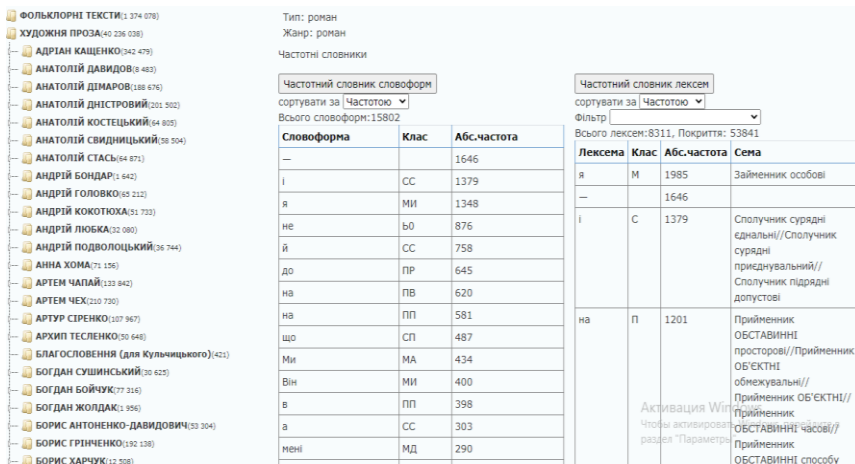 ФОЛЬКЛОРНІ ТЕКСТИ(1 374 078)
ХУДОЖНЯ ПРОЗА(40 236 038)
АДРІАН КАЩЕНКО(342 479)
АНАТОЛІЙ ДАВИДОВ(8 483)
АНАТОЛІЙ ДІМАРОВ(188 676)
АНАТОЛІЙ ДНІСТРОВИЙ(201 502)
АНАТОЛІЙ КОСТЕЦЬКИЙ(64 805)
АНАТОЛІЙ СВИДНИЦЬКИЙ(58 504)
АНАТОЛІЙ СТАСЬ(64 871)
АНДРІЙ БОНДАР(1 642)
АНДРІЙ ГОЛОВКО(65 212)
АНДРІЙ КОКОТЮХА(51 733)
АНДРІЙ ЛЮБКА(32 080)
АНДРІЙ ПОДВОЛОЦЬКИЙ(36 744)
АННА ХОМА(71 156)
АРТЕМ ЧАПАЙ(133 842)
АРТЕМ ЧЕХ(210 730)
АРТУР СІРЕНКО(107 967)
АРХИП ТЕСЛЕНКО(50 648)
БЛАГОСЛОВЕННЯ (для Кульчицького)(421)
БОГДАН СУШИНСЬКИЙ(30 625)
БОГДАН БОЙЧУК(77 316)
БОГДАН ЖОЛДАК(1 956)
БОРИС АНТОНЕНКО-ДАВИДОВИЧ(53 304)
БОРИС ГРІНЧЕНКО(192 138)
БОРИС ХАРЧУК(12 508)
Тип: роман
Жанр: роман
Частотні словники
Частотний словник словоформ
сортувати за Частотою
Всього словоформ:15802
Словоформа Клас Абс.частота
— 1646
і СС 1379
я МИ 1348
не Ь0 876
й СС 758
до ПР 645
на ПВ 620
на ПП 581
що СП 487
Ми МА 434
Він МИ 400
в ПП 398
а СС 303
мені МД 290
Частотний словник лексем
сортувати за Частотою
Фільтр
Всього лексем:8311, Покриття: 53841
Лексема Клас Абс.частота Сема
я М 1985 Займенник особові
— 1646
і С 1379 Сполучник сурядні
єднальні//Сполучник
сурядні
приєднувальний//
Сполучник підрядні
допустові
на П 1201 Прийменник
ОБСТАВИННІ
просторові//Прийменник
ОБ'ЄКТНІ
обмежувальні//
Прийменник ОБ'ЄКТНІ//
Прийменник
ОБСТАВИННІ часові//
Прийменник
ОБСТАВИННІ способу
Активация Windows
Чтобы активировать Windows, перейдите в
раздел "Параметры"